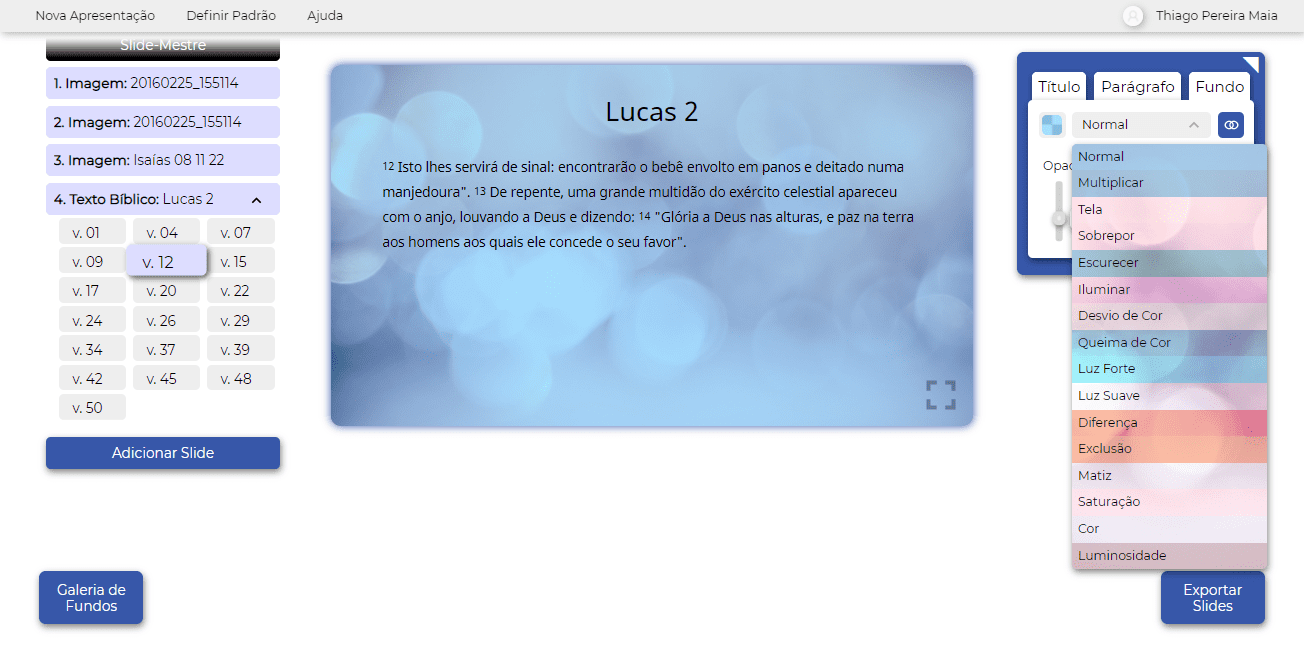 Nova Apresentação
Definir Padrão
Ajuda
Thiago Pereira Maia
Slide-Mestre
1. Imagem: 20160225_155114
2. Imagem: 20160225_155114
3. Imagem: Isaías 08 11 22
4. Texto Bíblico: Lucas 2
v. 01 v. 04 v. 07
v. 09 v. 12 v. 15
v. 17 v. 20 v. 22
v. 24 v. 26 v. 29
v. 34 v. 37 v. 39
v. 42 v. 45 v. 48
v. 50
Adicionar Slide
Galeria de
Fundos
Lucas 2
12 Isto lhes servirá de sinal: encontrarão o bebê envolto em panos e deitado numa
manjedoura". 13 De repente, uma grande multidão do exército celestial apareceu
com o anjo, louvando a Deus e dizendo: 14 "Glória a Deus nas alturas, e paz na terra
aos homens aos quais ele concede o seu favor".
Título Parágrafo Fundo
Normal
Opac
Normal
Multiplicar
Tela
Sobrepor
Escurecer
Iluminar
Desvio de Cor
Queima de Cor
Luz Forte
Luz Suave
Diferença
Exclusão
Matiz
Saturação
Cor
Luminosidade
Exportar
Slides